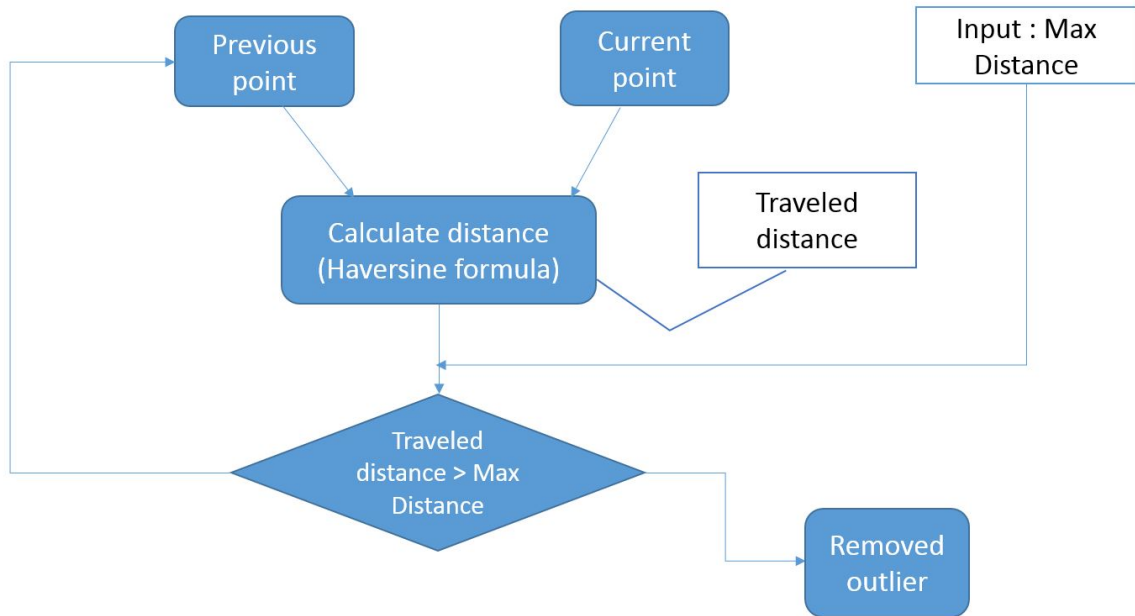 Previous
point
Current
point
Input : Max
Distance
Calculate distance
(Haversine formula)
Traveled
distance
Traveled
distance > Max
Distance
Removed
outlier